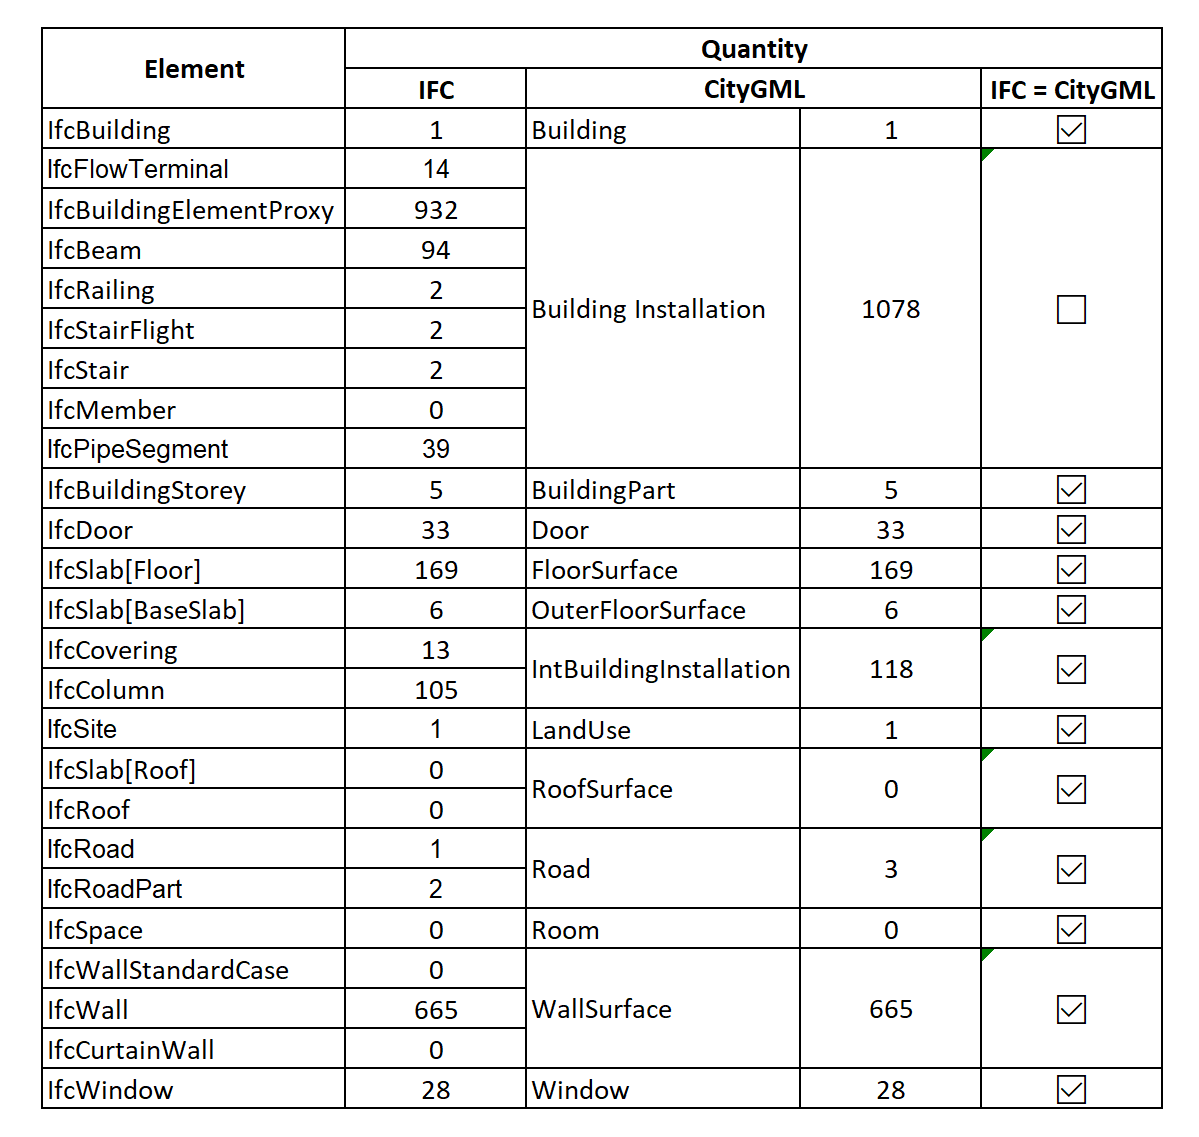 Element Quantity
IFC CityGML IFC = CityGML
IfcBuilding 1 Building 1 ☑
IfcFlowTerminal 14
IfcBuildingElementProxy 932
IfcBeam 94
IfcRailing 2
IfcStairFlight 2 Building Installation 1078 ☐
IfcStair 2
IfcMember 0
IfcPipeSegment 39
IfcBuildingStorey 5 BuildingPart 5 ☑
IfcDoor 33 Door 33 ☑
IfcSlab[Floor] 169 FloorSurface 169 ☑
IfcSlab[BaseSlab] 6 OuterFloorSurface 6 ☑
IfcCovering 13 IntBuildingInstallation 118 ☑
IfcColumn 105
IfcSite 1 LandUse 1 ☑
IfcSlab[Roof] 0 RoofSurface 0 ☑
IfcRoof 0
IfcRoad 1 Road 3 ☑
IfcRoadPart 2
IfcSpace 0 Room 0 ☑
IfcWallStandardCase 0
IfcWall 665 WallSurface 665 ☑
IfcCurtainWall 0
IfcWindow 28 Window 28 ☑